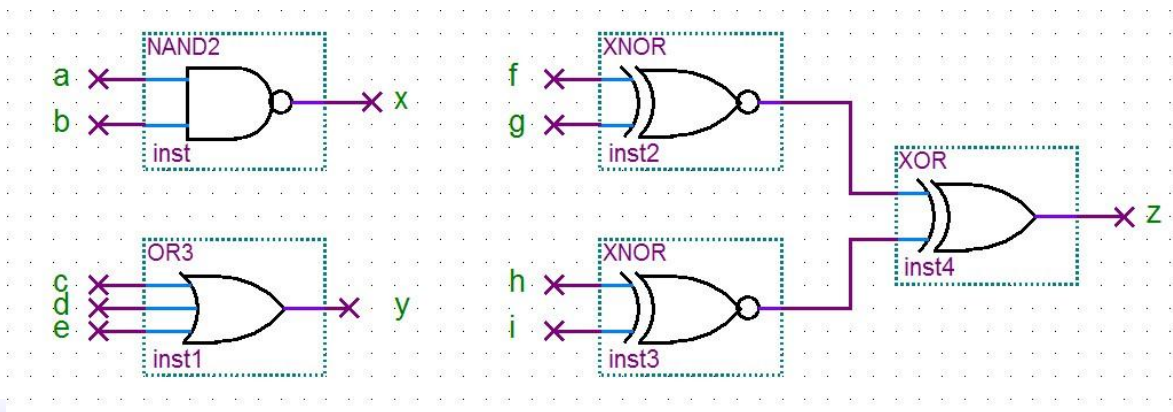 NAND2
a
b
x
inst
OR3
c
d
e
y
inst1
XNOR
f
g
inst2
XNOR
h
i
inst3
XOR
z
inst4